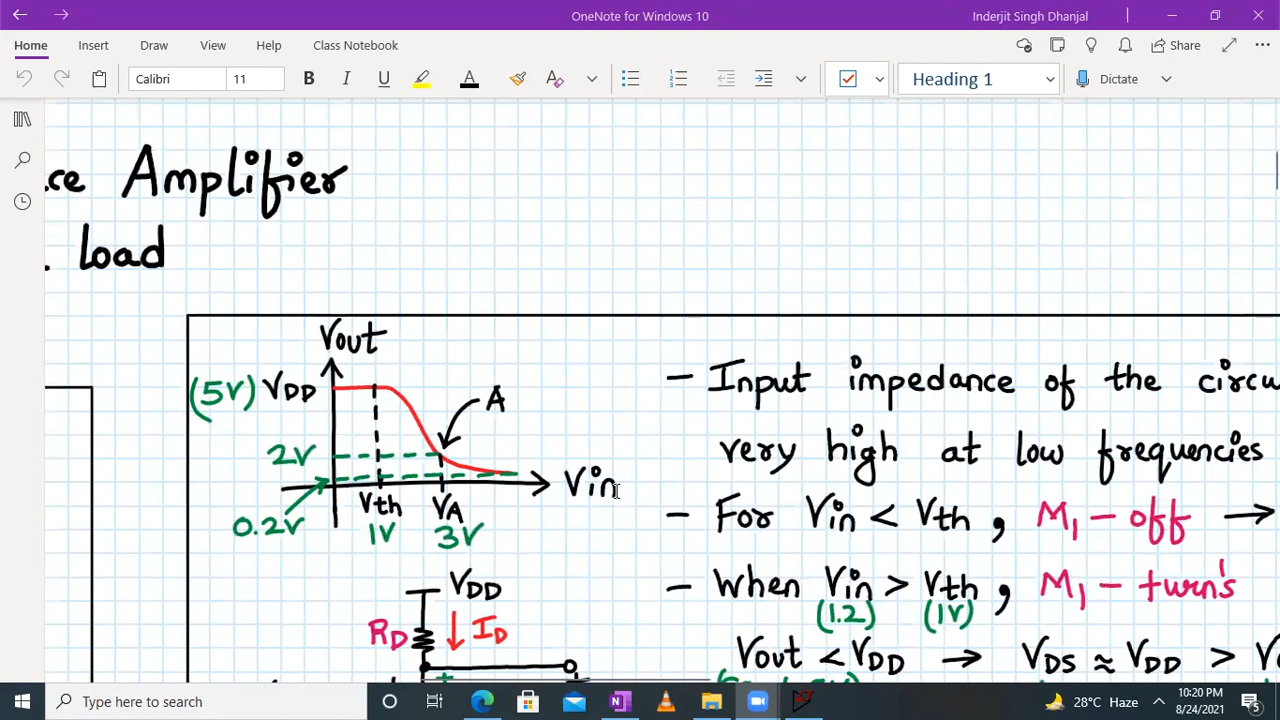 OneNote for Windows 10
Inderjit Singh Dhanjal
Home Insert Draw View Help Class Notebook
Share
Calibri 11 B I U A Heading 1 Dictate
ce Amplifier
load
Vout
(5V) VDD
A
2V
Vin
0.2V
Vth VA
1V 3V
VDD
RD ID
- Input impedance of the circu
very high at low frequencies
- For Vin < Vth, M1 - off →
- When Vin > Vth, M1 - turn's
(1.2) (1V)
Vout < VDD → VDS ≈ VDD > V
Type here to search
28°C Haze
10:20 PM
8/24/2021
5